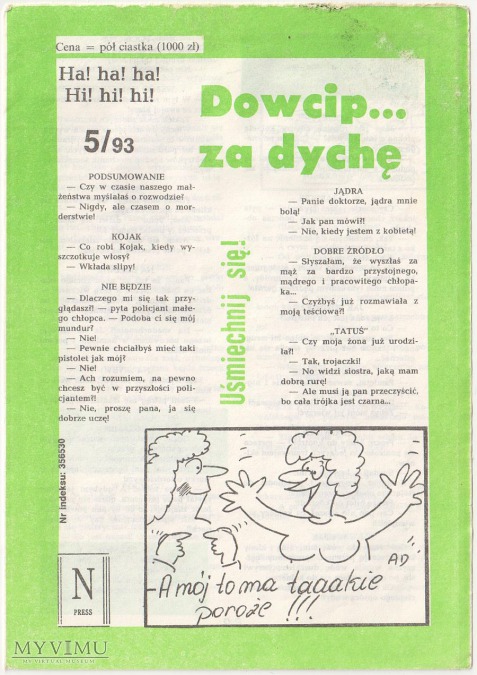 Cena = pół ciastka (1000 zł)
Ha! ha! ha!
Hi! hi! hi!
5/93
Dowcip...
za dychę
PODSUMOWANIE
— Czy w czasie naszego mał-
żeństwa myślałaś o rozwodzie?
— Nigdy, ale czasem o mor-
derstwie!
KOJAK
— Co robi Kojak, kiedy wy-
szczotkuje włosy?
— Wkłada slipy!
NIE BĘDZIE
— Dlaczego mi się tak przy-
glądasz?! — pyta policjant małe-
go chłopca. — Podoba ci się mój
mundur?
— Nie!
— Pewnie chciałbyś mieć taki
pistolet jak mój?
— Nie!
— Ach rozumiem, na pewno
chcesz być w przyszłości poli-
cjantem?!
— Nie, proszę pana, ja się
dobrze uczę!
Uśmiechnij się!
JĄDRA
— Panie doktorze, jądra mnie
bolą!
— Jak pan mówi?!
— Nie, kiedy jestem z kobietą!
DOBRE ŹRÓDŁO
— Słyszałam, że wyszłaś za
mąż za bardzo przystojnego,
mądrego i pracowitego chłopa-
ka...
— Czyżbyś już rozmawiała z
moją teściową?!
„TATUŚ”
— Czy moja żona już urodzi-
ła?!
— Tak, trojaczki!
— No widzi siostra, jaką mam
dobrą rurę!
— Ale musi ją pan przeczyścić,
bo cała trójka jest czarna...
Nr indeksu: 356530
N
PRESS
AD
-A mój to ma taaakie
poroże !!!
MYVIMU
MY VIRTUAL MUSEUM